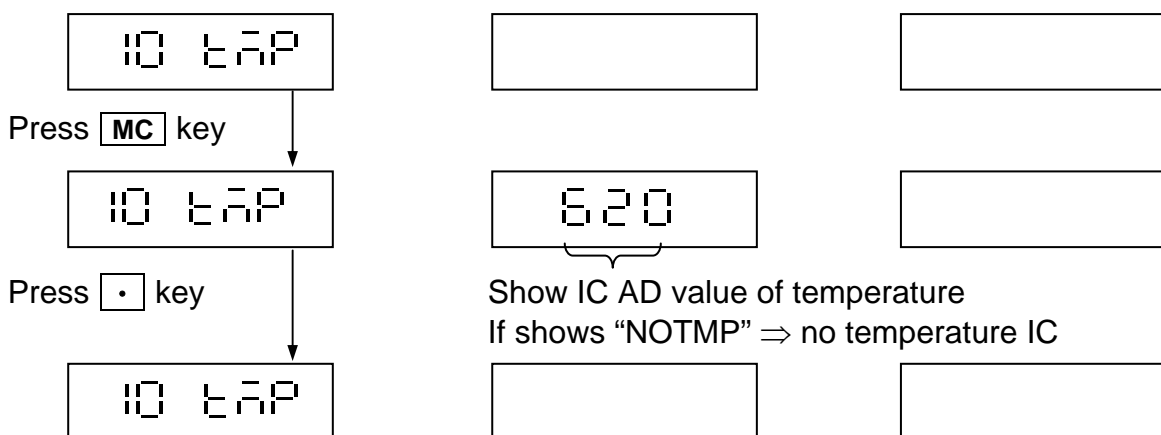 10 tmP
Press MC key
10 tmP 620
Press · key
Show IC AD value of temperature
If shows “NOTMP” ⇒ no temperature IC
10 tmP